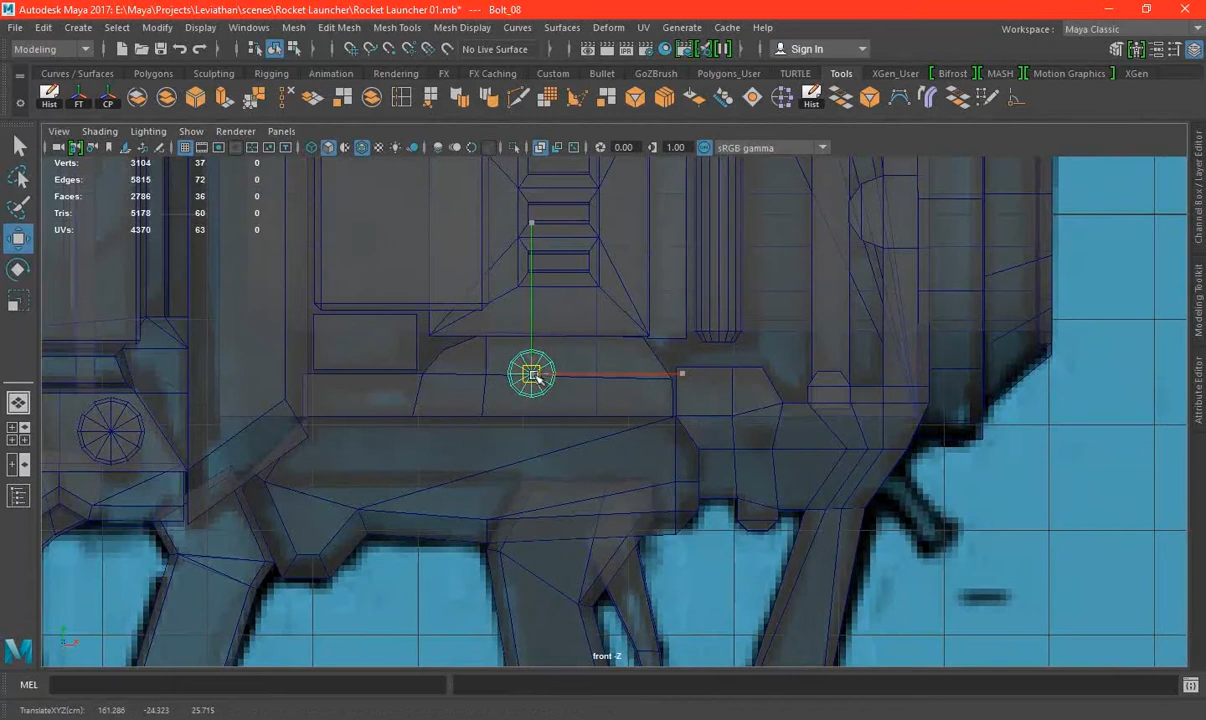 Autodesk Maya 2017: E:\Maya\Projects\Leviathan\scenes\Rocket Launcher\Rocket Launcher 01.mb* --- Bolt_08
File Edit Create Select Modify Display Windows Mesh Edit Mesh Mesh Tools Mesh Display Curves Surfaces Deform UV Generate Cache Help Workspace : Maya Classic
Modeling No Live Surface Sign In
Curves / Surfaces Polygons Sculpting Rigging Animation Rendering FX FX Caching Custom Bullet GoZBrush Polygons_User TURTLE Tools XGen_User Bifrost MASH Motion Graphics XGen
Hist FT CP Hist
View Shading Lighting Show Renderer Panels
0.00 1.00 sRGB gamma
Verts: 3104 37 0
Edges: 5815 72 0
Faces: 2786 36 0
Tris: 5178 60 0
UVs: 4370 63 0
Channel Box / Layer Editor
Modeling Toolkit
Attribute Editor
front -Z
MEL
TranslateXYZ(cm): 161.286 -24.323 25.715